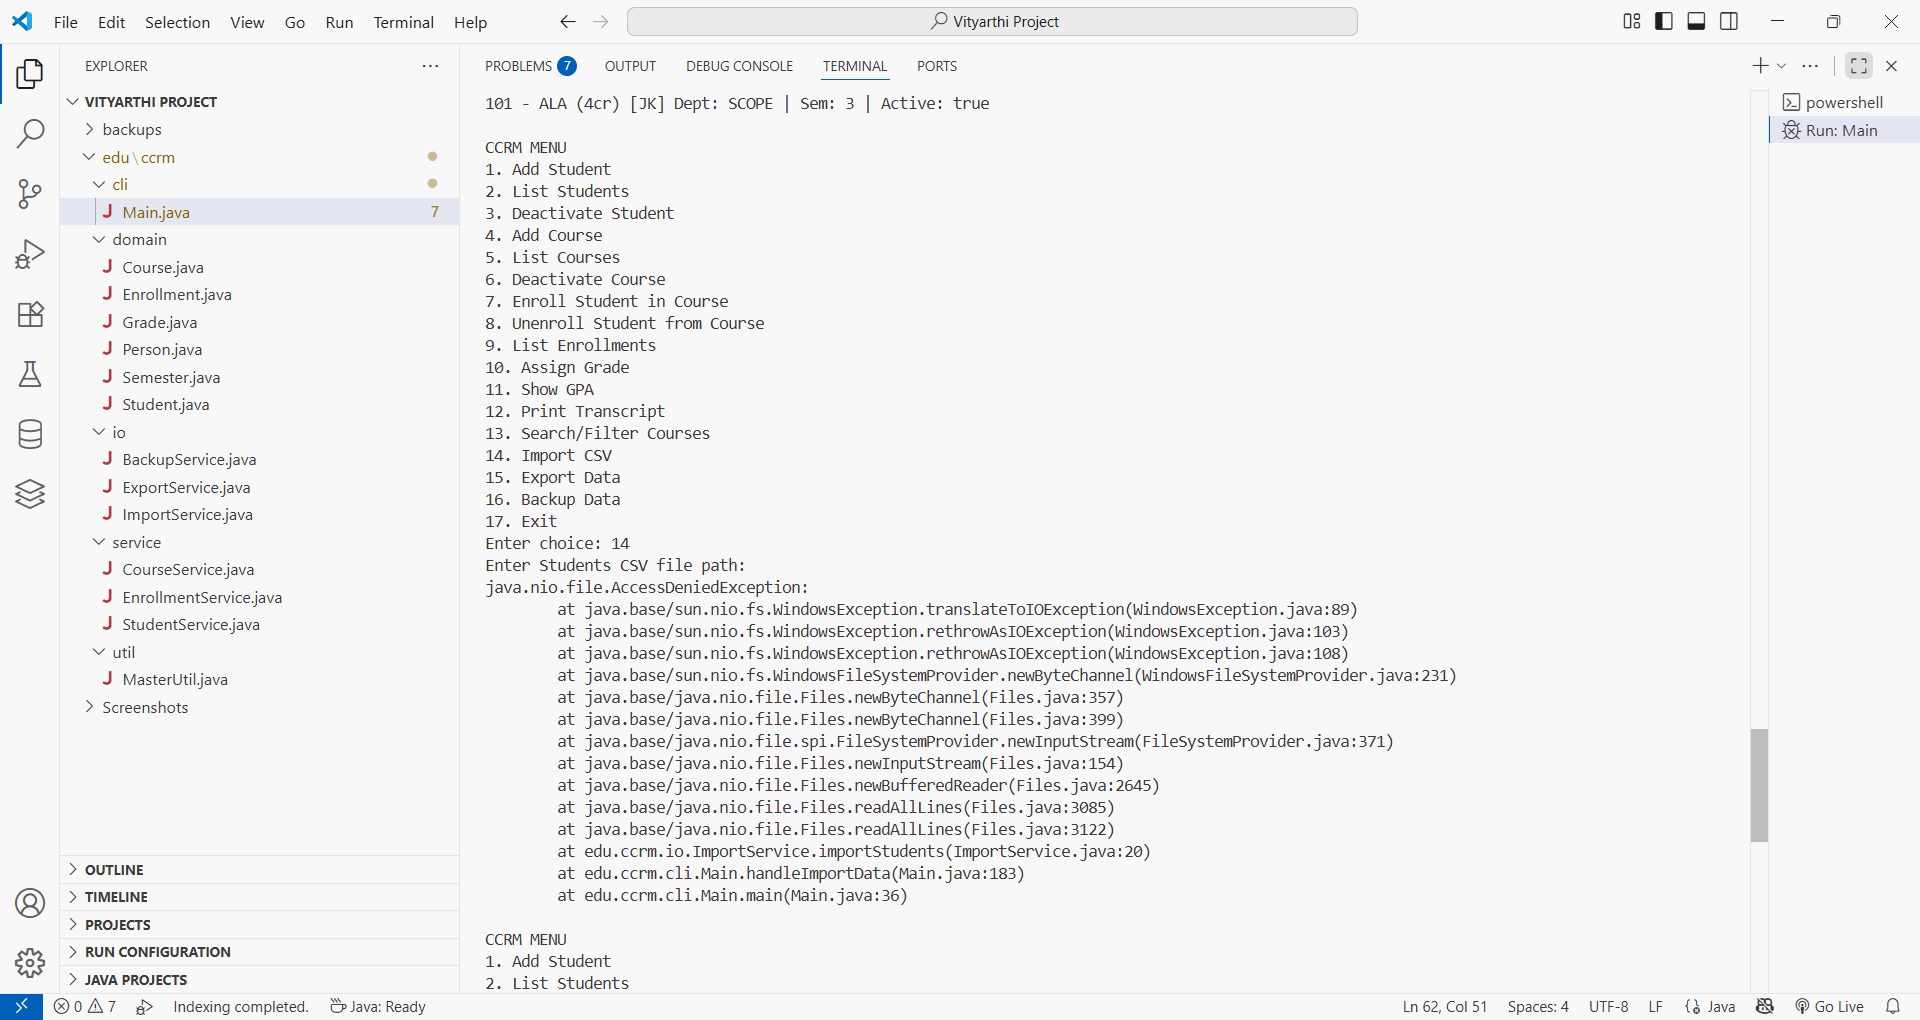 File Edit Selection View Go Run Terminal Help
Vityarthi Project
EXPLORER
VITYARTHI PROJECT
backups
edu\ccrm
cli
Main.java 7
domain
Course.java
Enrollment.java
Grade.java
Person.java
Semester.java
Student.java
io
BackupService.java
ExportService.java
ImportService.java
service
CourseService.java
EnrollmentService.java
StudentService.java
util
MasterUtil.java
Screenshots
OUTLINE
TIMELINE
PROJECTS
RUN CONFIGURATION
JAVA PROJECTS
PROBLEMS 7 OUTPUT DEBUG CONSOLE TERMINAL PORTS
101 - ALA (4cr) [JK] Dept: SCOPE | Sem: 3 | Active: true
CCRM MENU
1. Add Student
2. List Students
3. Deactivate Student
4. Add Course
5. List Courses
6. Deactivate Course
7. Enroll Student in Course
8. Unenroll Student from Course
9. List Enrollments
10. Assign Grade
11. Show GPA
12. Print Transcript
13. Search/Filter Courses
14. Import CSV
15. Export Data
16. Backup Data
17. Exit
Enter choice: 14
Enter Students CSV file path:
java.nio.file.AccessDeniedException:
at java.base/sun.nio.fs.WindowsException.translateToIOException(WindowsException.java:89)
at java.base/sun.nio.fs.WindowsException.rethrowAsIOException(WindowsException.java:103)
at java.base/sun.nio.fs.WindowsException.rethrowAsIOException(WindowsException.java:108)
at java.base/sun.nio.fs.WindowsFileSystemProvider.newByteChannel(WindowsFileSystemProvider.java:231)
at java.base/java.nio.file.Files.newByteChannel(Files.java:357)
at java.base/java.nio.file.Files.newByteChannel(Files.java:399)
at java.base/java.nio.file.spi.FileSystemProvider.newInputStream(FileSystemProvider.java:371)
at java.base/java.nio.file.Files.newInputStream(Files.java:154)
at java.base/java.nio.file.Files.newBufferedReader(Files.java:2645)
at java.base/java.nio.file.Files.readAllLines(Files.java:3085)
at java.base/java.nio.file.Files.readAllLines(Files.java:3122)
at edu.ccrm.io.ImportService.importStudents(ImportService.java:20)
at edu.ccrm.cli.Main.handleImportData(Main.java:183)
at edu.ccrm.cli.Main.main(Main.java:36)
CCRM MENU
1. Add Student
2. List Students
powershell
Run: Main
0 7 Indexing completed. Java: Ready
Ln 62, Col 51 Spaces: 4 UTF-8 LF Java Go Live